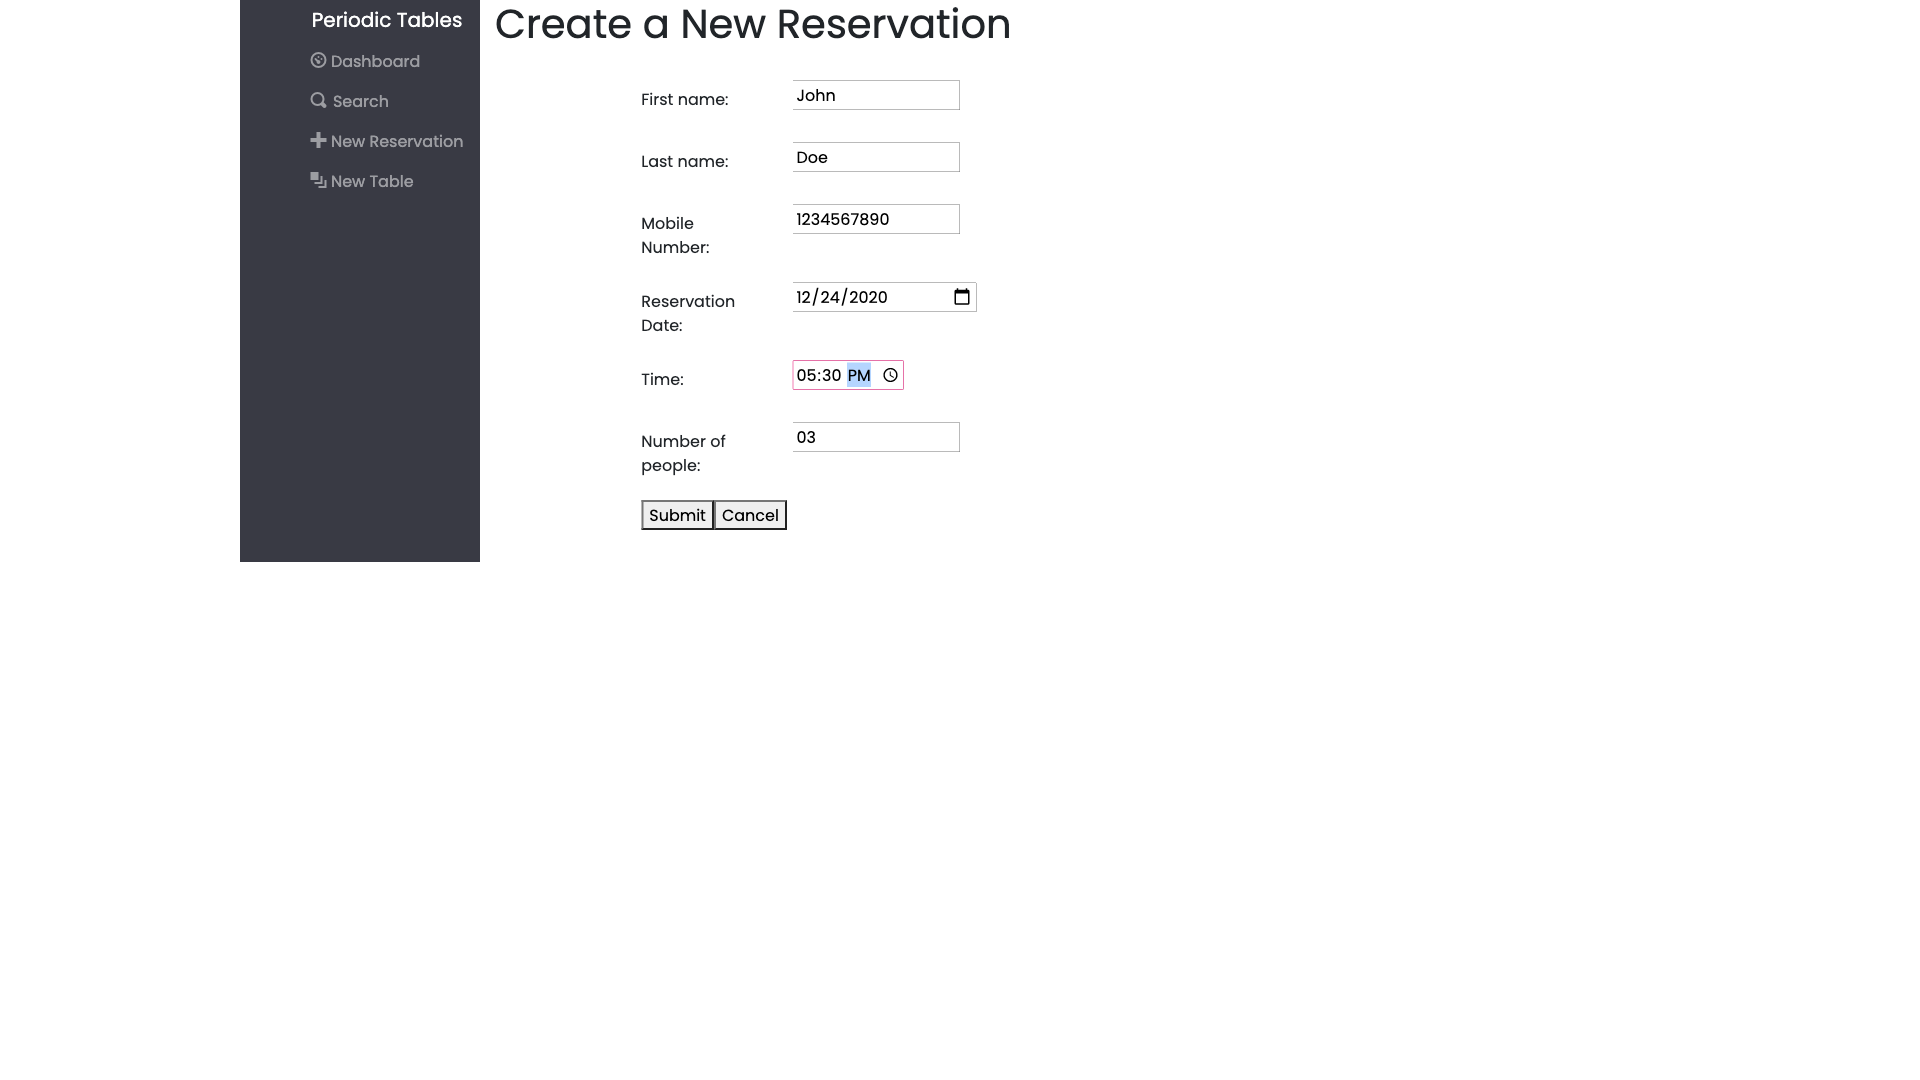 Periodic Tables
Dashboard
Search
New Reservation
New Table
Create a New Reservation
First name: John
Last name: Doe
Mobile Number: 1234567890
Reservation Date: 12/24/2020
Time: 05:30 PM
Number of people: 03
Submit Cancel